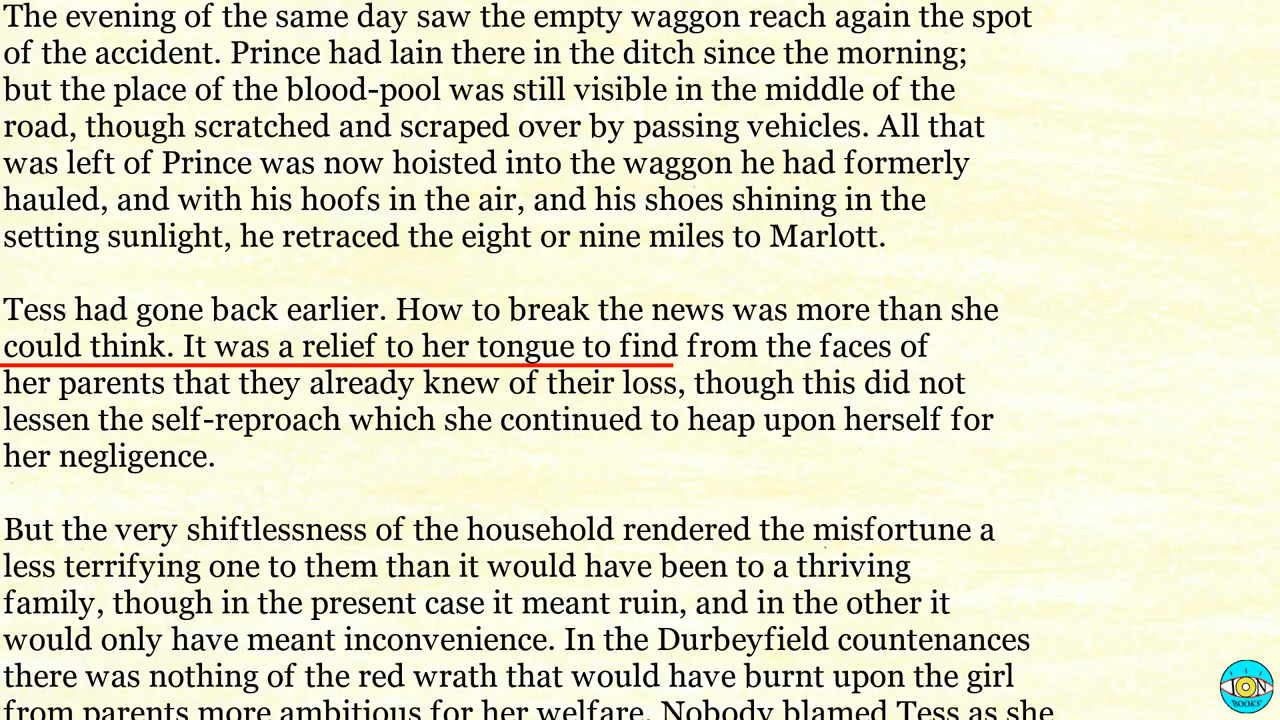 The evening of the same day saw the empty waggon reach again the spot
of the accident. Prince had lain there in the ditch since the morning;
but the place of the blood-pool was still visible in the middle of the
road, though scratched and scraped over by passing vehicles. All that
was left of Prince was now hoisted into the waggon he had formerly
hauled, and with his hoofs in the air, and his shoes shining in the
setting sunlight, he retraced the eight or nine miles to Marlott.
Tess had gone back earlier. How to break the news was more than she
could think. It was a relief to her tongue to find from the faces of
her parents that they already knew of their loss, though this did not
lessen the self-reproach which she continued to heap upon herself for
her negligence.
But the very shiftlessness of the household rendered the misfortune a
less terrifying one to them than it would have been to a thriving
family, though in the present case it meant ruin, and in the other it
would only have meant inconvenience. In the Durbeyfield countenances
there was nothing of the red wrath that would have burnt upon the girl
from parents more ambitious for her welfare. Nobody blamed Tess as she
ION
BOOKS